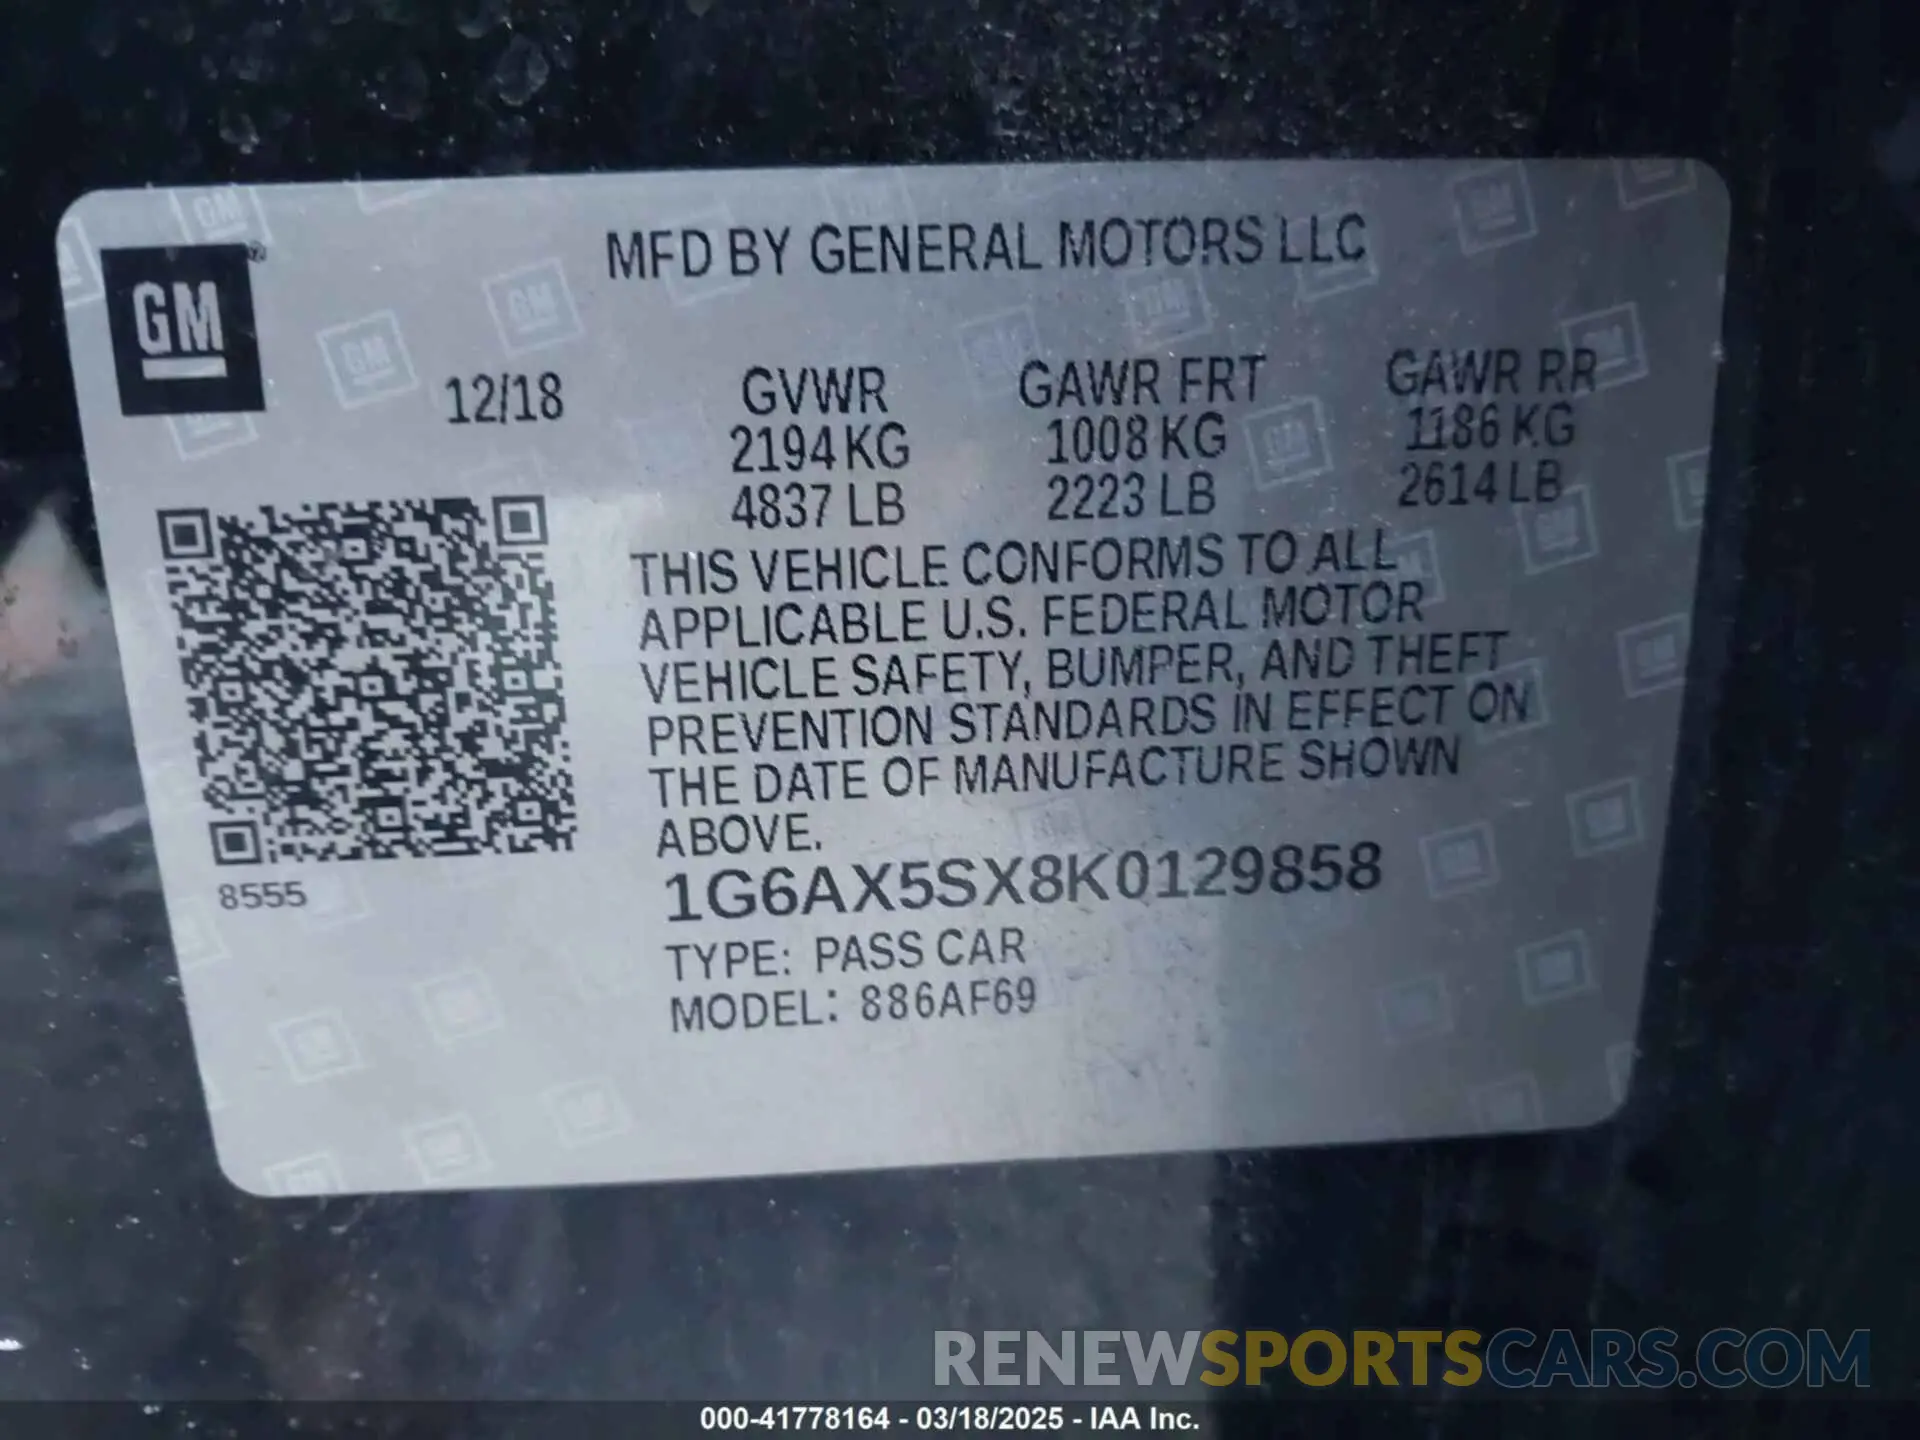 MFD BY GENERAL MOTORS LLC
GM®
12/18
GVWR GAWR FRT GAWR RR
2194 KG 1008 KG 1186 KG
4837 LB 2223 LB 2614 LB
THIS VEHICLE CONFORMS TO ALL
APPLICABLE U.S. FEDERAL MOTOR
VEHICLE SAFETY, BUMPER, AND THEFT
PREVENTION STANDARDS IN EFFECT ON
THE DATE OF MANUFACTURE SHOWN
ABOVE.
8555
1G6AX5SX8K0129858
TYPE: PASS CAR
MODEL: 886AF69
RENEWSPORTSCARS.COM
000-41778164 - 03/18/2025 - IAA Inc.